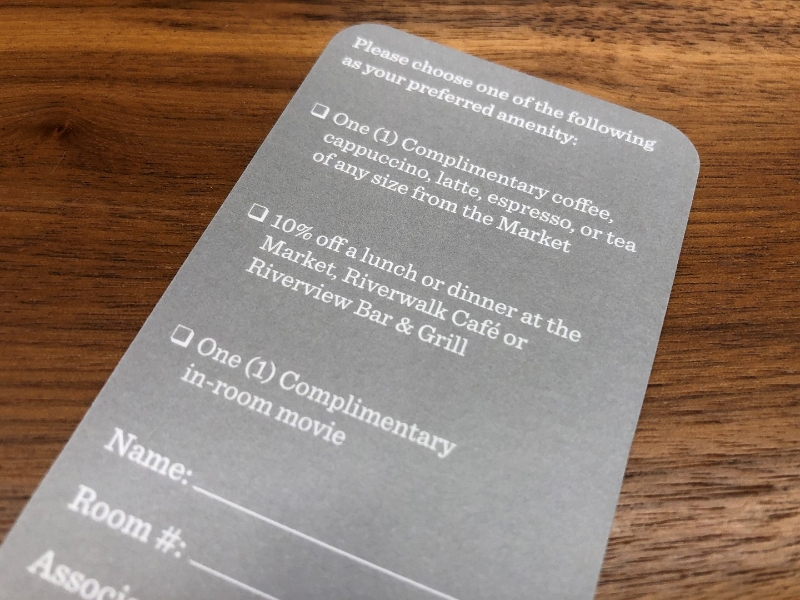 Please choose one of the following
as your preferred amenity:
❑ One (1) Complimentary coffee,
cappuccino, latte, espresso, or tea
of any size from the Market
❑ 10% off a lunch or dinner at the
Market, Riverwalk Café or
Riverview Bar & Grill
❑ One (1) Complimentary
in-room movie
Name:
Room #: